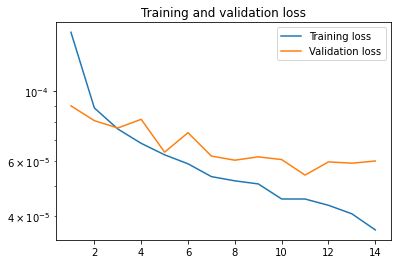 Training and validation loss
Training loss
Validation loss
10⁻⁴
6 × 10⁻⁵
4 × 10⁻⁵
2 4 6 8 10 12 14